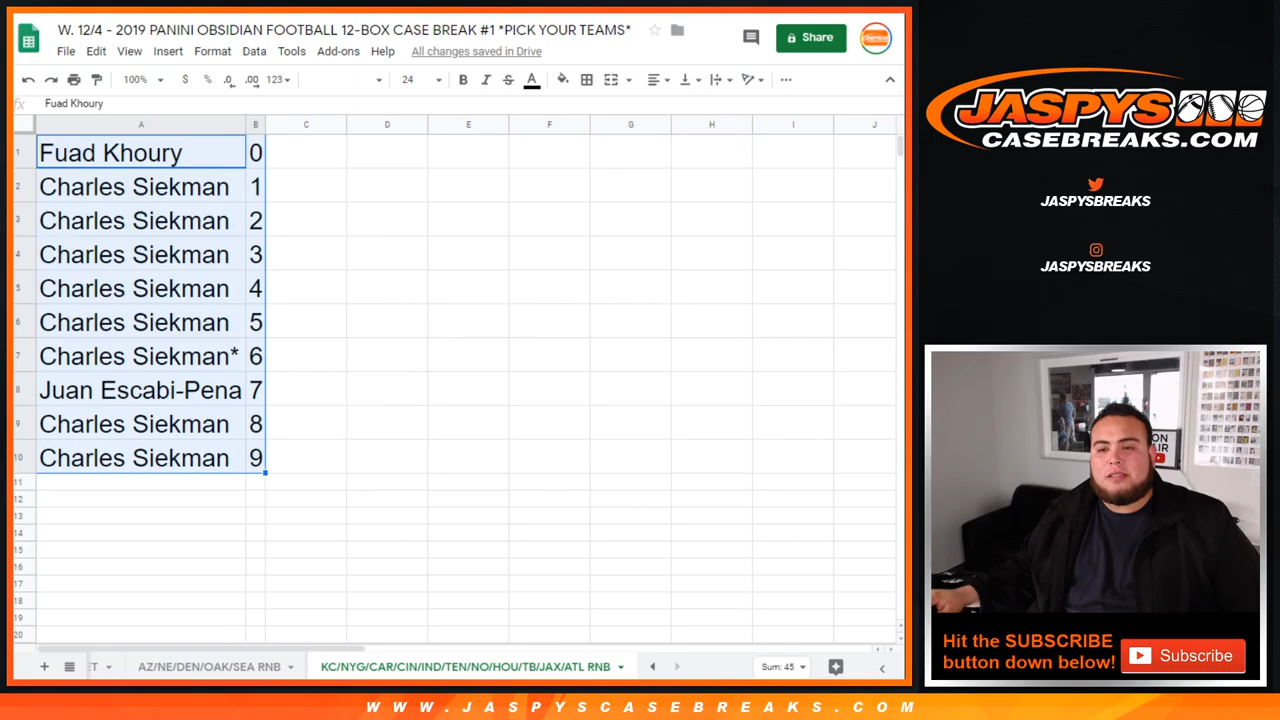 W. 12/4 - 2019 PANINI OBSIDIAN FOOTBALL 12-BOX CASE BREAK #1 *PICK YOUR TEAMS*
File Edit View Insert Format Data Tools Add-ons Help All changes saved in Drive
Share
100% $ % .0 .00 123 24 B I S A
fx Fuad Khoury
A B C D E F G H I J
1 Fuad Khoury 0
2 Charles Siekman 1
3 Charles Siekman 2
4 Charles Siekman 3
5 Charles Siekman 4
6 Charles Siekman 5
7 Charles Siekman* 6
8 Juan Escabi-Pena 7
9 Charles Siekman 8
10 Charles Siekman 9
11
12
13
14
15
16
17
18
19
20
ET AZ/NE/DEN/OAK/SEA RNB KC/NYG/CAR/CIN/IND/TEN/NO/HOU/TB/JAX/ATL RNB Sum: 45
JASPYS
CASEBREAKS.COM
JASPYSBREAKS
JASPYSBREAKS
ON
AIR
Hit the SUBSCRIBE
button down below!
Subscribe
WWW.JASPYSCASEBREAKS.COM